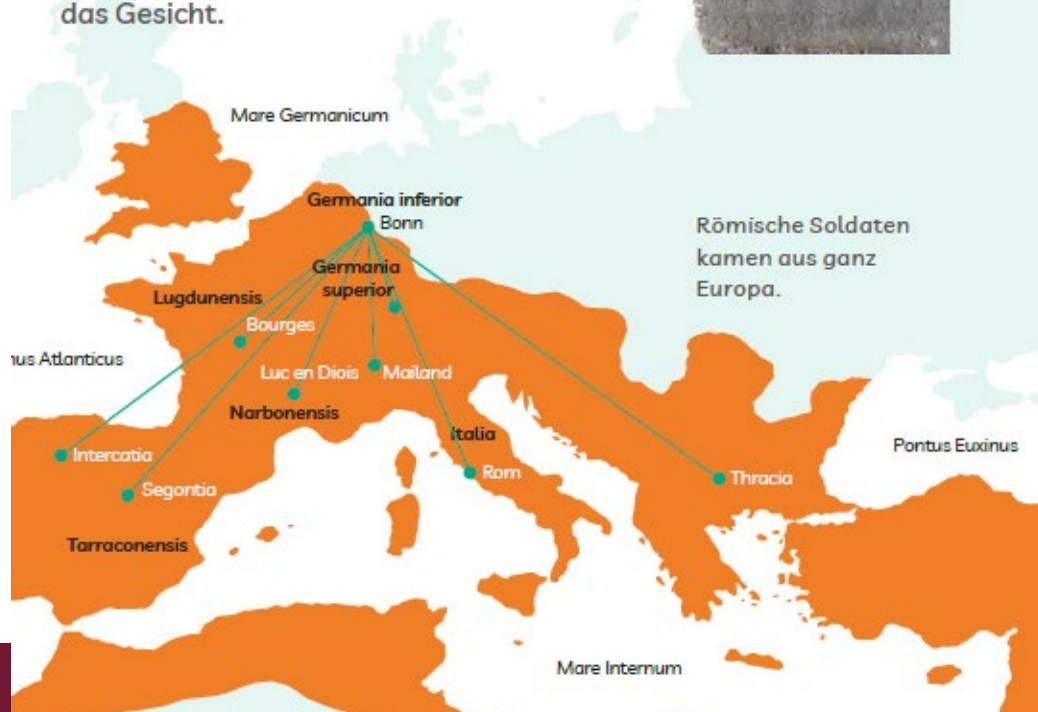 das Gesicht.
Mare Germanicum
Germania inferior
Bonn
Römische Soldaten
kamen aus ganz
Europa.
Germania
superior
Lugdunensis
Bourges
Atlanticus
Luc en Diois
Mailand
Narbonensis
Italia
Pontus Euxinus
Intercatia
Rom
Thracia
Segontia
Tarraconensis
Mare Internum